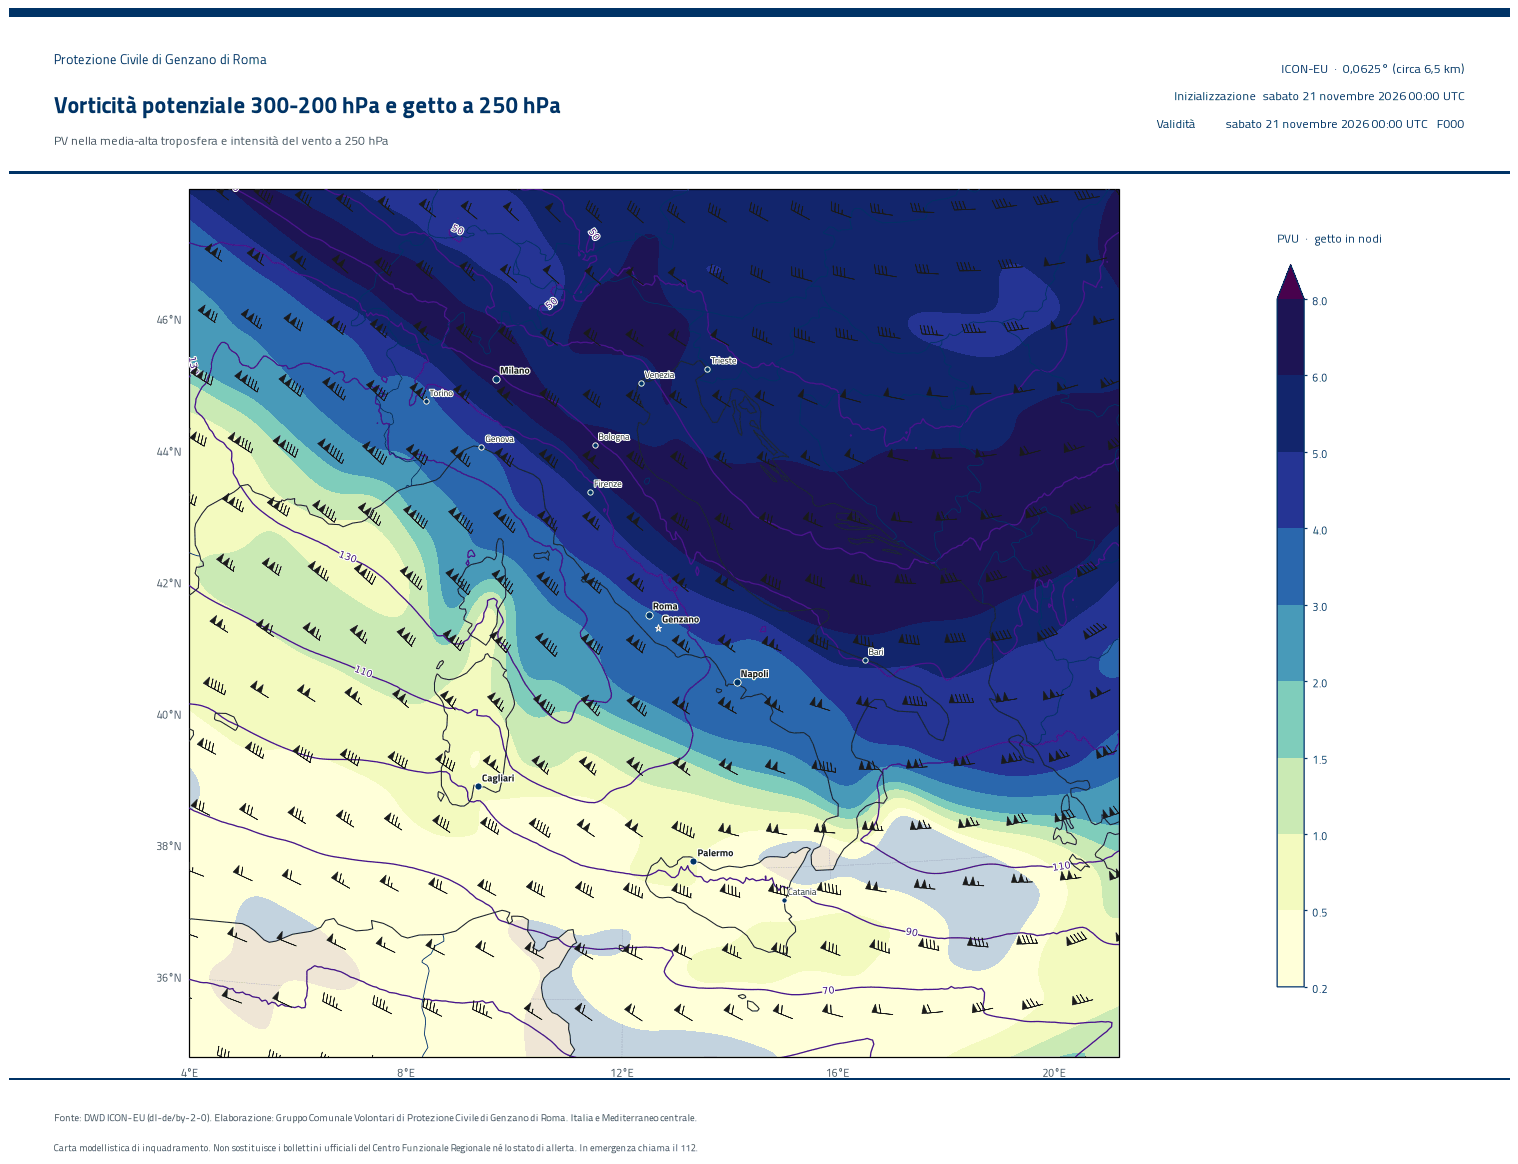 Protezione Civile di Genzano di Roma
Vorticità potenziale 300-200 hPa e getto a 250 hPa
PV nella media-alta troposfera e intensità del vento a 250 hPa
ICON-EU · 0,0625° (circa 6,5 km)
Inizializzazione sabato 21 novembre 2026 00:00 UTC
Validità sabato 21 novembre 2026 00:00 UTC F000
PVU · getto in nodi
8.0
6.0
5.0
4.0
3.0
2.0
1.5
1.0
0.5
0.2
46°N
44°N
42°N
40°N
38°N
36°N
4°E
8°E
12°E
16°E
20°E
50
50
50
130
110
110
90
70
Milano
Torino
Venezia
Trieste
Genova
Bologna
Firenze
Roma
Genzano
Napoli
Bari
Cagliari
Palermo
Catania
Fonte: DWD ICON-EU (dl-de/by-2-0). Elaborazione: Gruppo Comunale Volontari di Protezione Civile di Genzano di Roma. Italia e Mediterraneo centrale.
Carta modellistica di inquadramento. Non sostituisce i bollettini ufficiali del Centro Funzionale Regionale né lo stato di allerta. In emergenza chiama il 112.